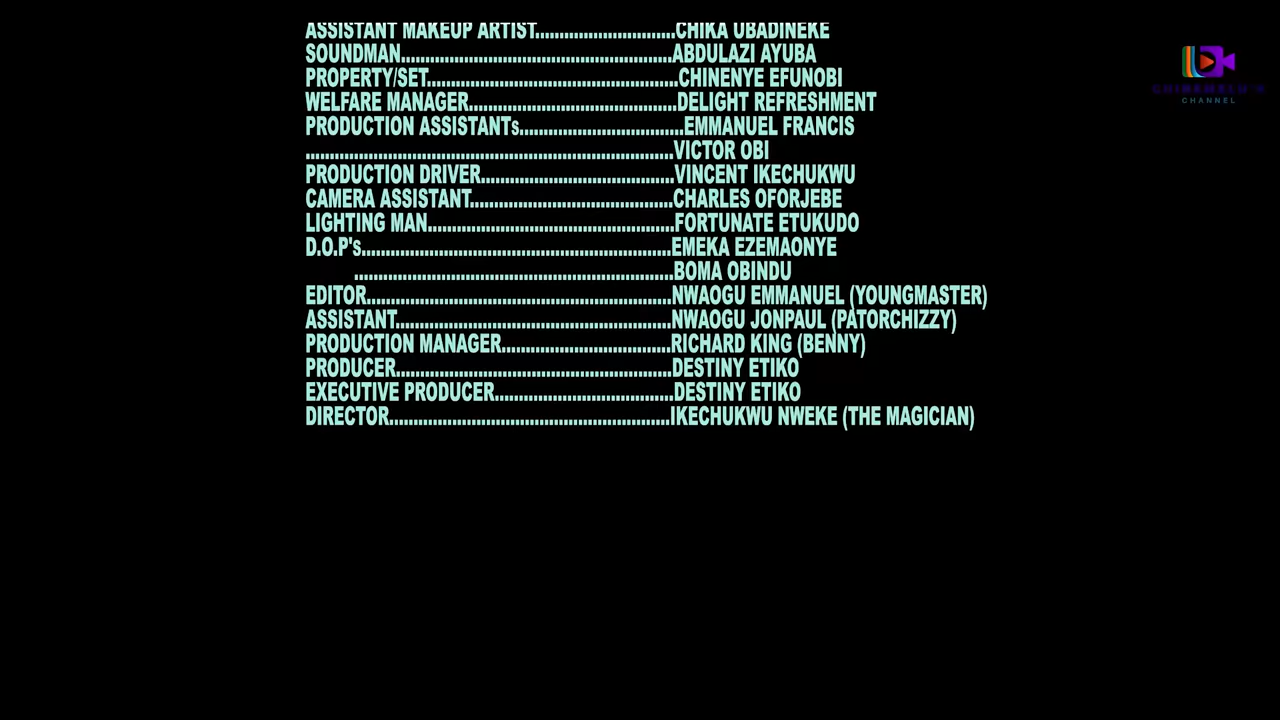 ASSISTANT MAKEUP ARTIST.............................CHIKA UBADINEKE
SOUNDMAN........................................................ABDULAZI AYUBA
PROPERTY/SET....................................................CHINENYE EFUNOBI
WELFARE MANAGER...........................................DELIGHT REFRESHMENT
PRODUCTION ASSISTANTs..................................EMMANUEL FRANCIS
............................................................................VICTOR OBI
PRODUCTION DRIVER........................................VINCENT IKECHUKWU
CAMERA ASSISTANT..........................................CHARLES OFORJEBE
LIGHTING MAN...................................................FORTUNATE ETUKUDO
D.O.P's................................................................EMEKA EZEMAONYE
..................................................................BOMA OBINDU
EDITOR...............................................................NWAOGU EMMANUEL (YOUNGMASTER)
ASSISTANT.........................................................NWAOGU JONPAUL (PATORCHIZZY)
PRODUCTION MANAGER...................................RICHARD KING (BENNY)
PRODUCER.........................................................DESTINY ETIKO
EXECUTIVE PRODUCER.....................................DESTINY ETIKO
DIRECTOR..........................................................IKECHUKWU NWEKE (THE MAGICIAN)
CHANNEL